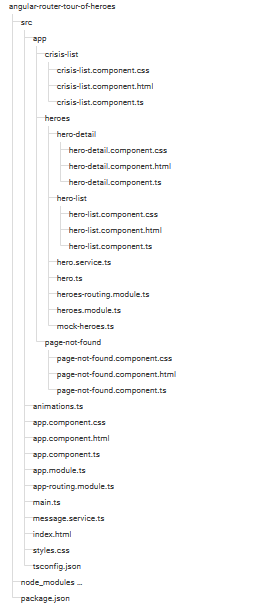 angular-router-tour-of-heroes
src
app
crisis-list
crisis-list.component.css
crisis-list.component.html
crisis-list.component.ts
heroes
hero-detail
hero-detail.component.css
hero-detail.component.html
hero-detail.component.ts
hero-list
hero-list.component.css
hero-list.component.html
hero-list.component.ts
hero.service.ts
hero.ts
heroes-routing.module.ts
heroes.module.ts
mock-heroes.ts
page-not-found
page-not-found.component.css
page-not-found.component.html
page-not-found.component.ts
animations.ts
app.component.css
app.component.html
app.component.ts
app.module.ts
app-routing.module.ts
main.ts
message.service.ts
index.html
styles.css
tsconfig.json
node_modules ...
package.json